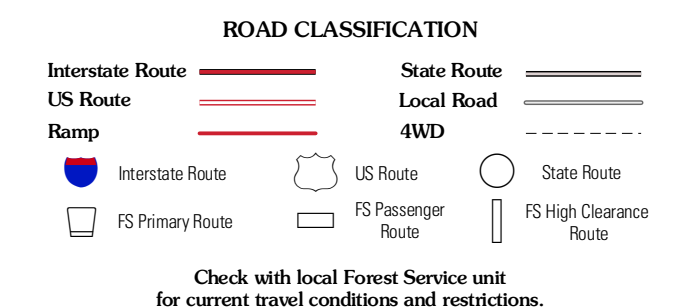 ROAD CLASSIFICATION
Interstate Route
State Route
US Route
Local Road
Ramp
4WD
Interstate Route
US Route
State Route
FS Primary Route
FS Passenger
Route
FS High Clearance
Route
Check with local Forest Service unit
for current travel conditions and restrictions.